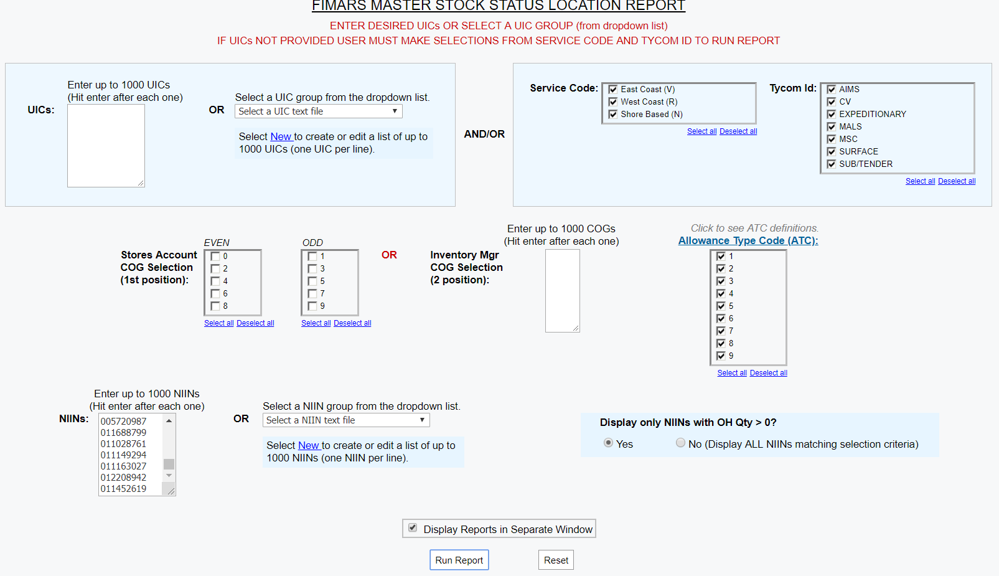 FIMARS MASTER STOCK STATUS LOCATION REPORT
ENTER DESIRED UICs OR SELECT A UIC GROUP (from dropdown list)
IF UICs NOT PROVIDED USER MUST MAKE SELECTIONS FROM SERVICE CODE AND TYCOM ID TO RUN REPORT
Enter up to 1000 UICs
(Hit enter after each one)
UICs:
OR
Select a UIC group from the dropdown list.
Select a UIC text file
Select New to create or edit a list of up to
1000 UICs (one UIC per line).
AND/OR
Service Code:
East Coast (V)
West Coast (R)
Shore Based (N)
Select all Deselect all
Tycom Id:
AIMS
CV
EXPEDITIONARY
MALS
MSC
SURFACE
SUB/TENDER
Select all Deselect all
Stores Account
COG Selection
(1st position):
EVEN
0
2
4
6
8
Select all Deselect all
ODD
1
3
5
7
9
Select all Deselect all
OR
Inventory Mgr
COG Selection
(2 position):
Enter up to 1000 COGs
(Hit enter after each one)
Click to see ATC definitions.
Allowance Type Code (ATC):
1
2
3
4
5
6
7
8
9
Select all Deselect all
Enter up to 1000 NIINs
(Hit enter after each one)
NIINs:
005720987
011688799
011028761
011149294
011163027
012208942
011452619
OR
Select a NIIN group from the dropdown list.
Select a NIIN text file
Select New to create or edit a list of up to
1000 NIINs (one NIIN per line).
Display only NIINs with OH Qty > 0?
Yes
No (Display ALL NIINs matching selection criteria)
Display Reports in Separate Window
Run Report
Reset